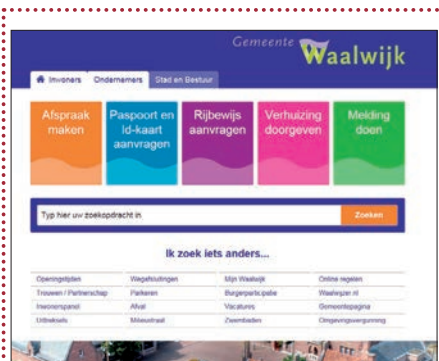 Gemeente Waalwijk
Inwoners Ondernemers Stad en Bestuur
Afspraak maken
Paspoort en Id-kaart aanvragen
Rijbewijs aanvragen
Verhuizing doorgeven
Melding doen
Typ hier uw zoekopdracht in Zoeken
Ik zoek iets anders...
Openingstijden Wegafsluitingen Mijn Waalwijk Online regelen
Trouwen / Partnerschap Parkeren Burgerparticipatie Waalwijzer.nl
Inwonerspanel Afval Vacatures Gemeentepagina
Uittreksels Milieustraat Zwembaden Omgevingsvergunning